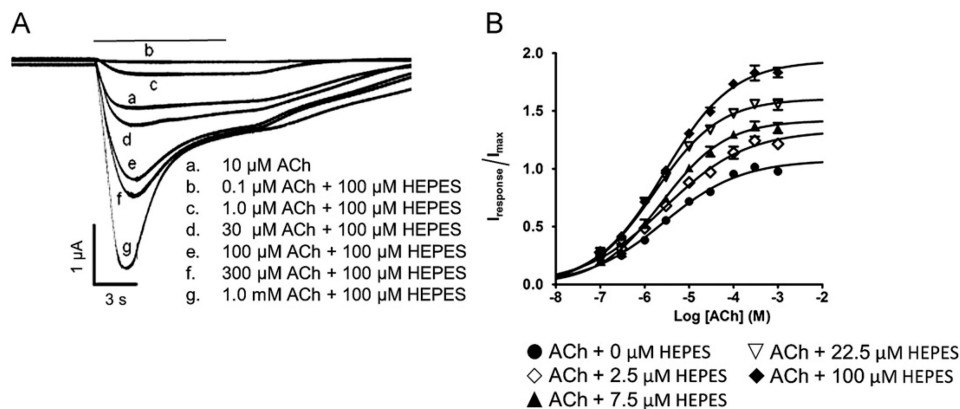 A
b
c
a
d
e
f
g
1 µA
3 s
a. 10 µM ACh
b. 0.1 µM ACh + 100 µM HEPES
c. 1.0 µM ACh + 100 µM HEPES
d. 30 µM ACh + 100 µM HEPES
e. 100 µM ACh + 100 µM HEPES
f. 300 µM ACh + 100 µM HEPES
g. 1.0 mM ACh + 100 µM HEPES
B
2.0
1.5
1.0
0.5
0.0
Iresponse/Imax
-8 -7 -6 -5 -4 -3 -2
Log [ACh] (M)
ACh + 0 µM HEPES
ACh + 2.5 µM HEPES
ACh + 7.5 µM HEPES
ACh + 22.5 µM HEPES
ACh + 100 µM HEPES